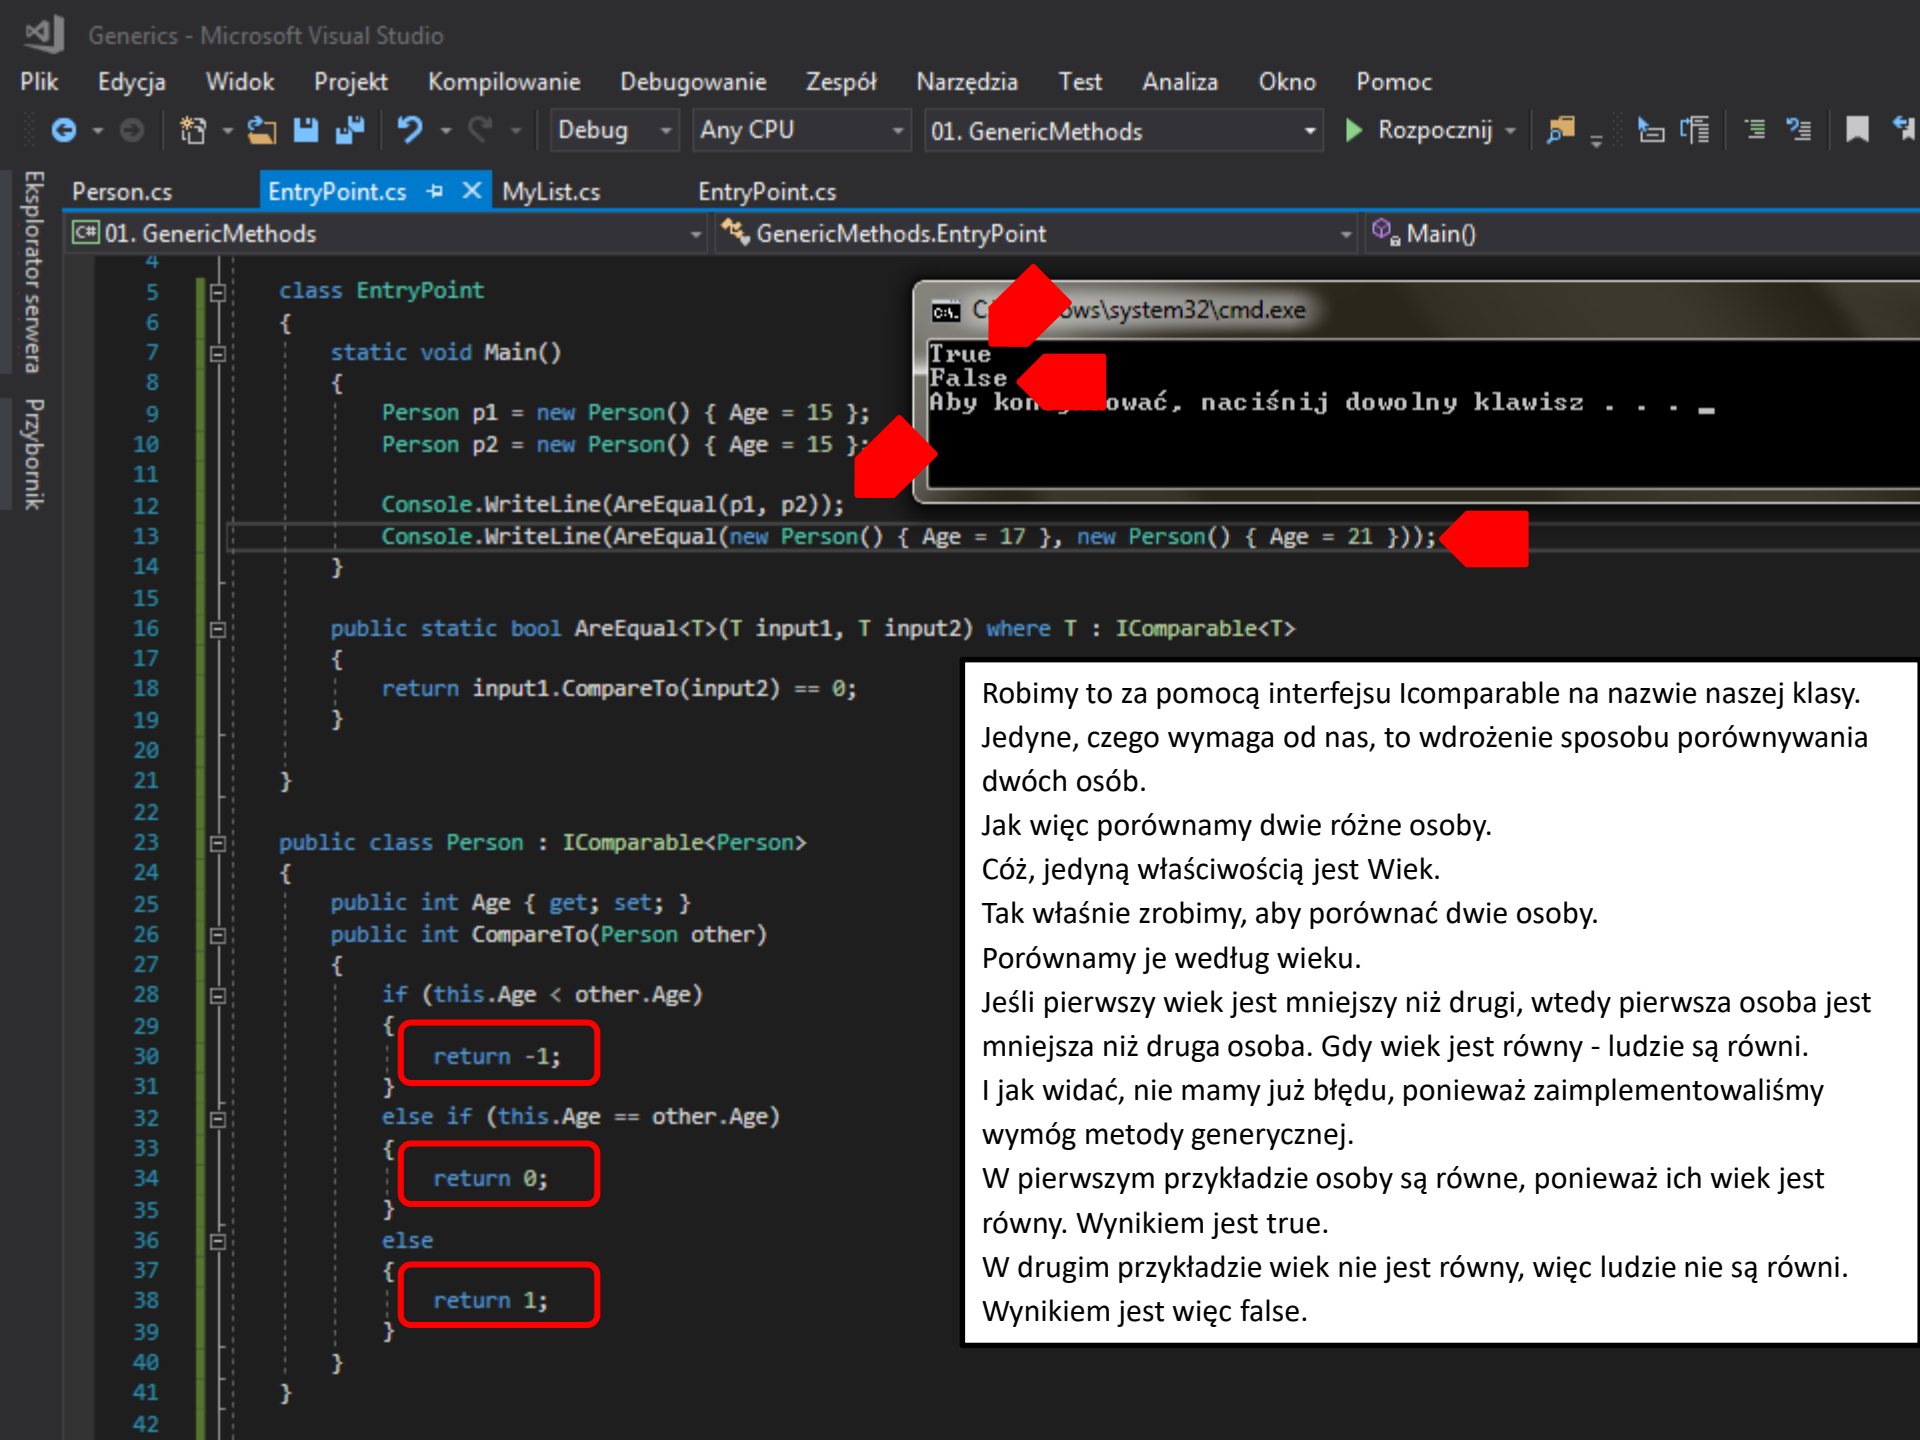 Generics - Microsoft Visual Studio
Plik Edycja Widok Projekt Kompilowanie Debugowanie Zespół Narzędzia Test Analiza Okno Pomoc
Debug Any CPU 01. GenericMethods Rozpocznij
Eksplorator serwera
Przybornik
Person.cs EntryPoint.cs MyList.cs EntryPoint.cs
C# 01. GenericMethods GenericMethods.EntryPoint Main()
4
5 class EntryPoint
6 {
7 static void Main()
8 {
9 Person p1 = new Person() { Age = 15 };
10 Person p2 = new Person() { Age = 15 };
11
12 Console.WriteLine(AreEqual(p1, p2));
13 Console.WriteLine(AreEqual(new Person() { Age = 17 }, new Person() { Age = 21 }));
14 }
15
16 public static bool AreEqual<T>(T input1, T input2) where T : IComparable<T>
17 {
18 return input1.CompareTo(input2) == 0;
19 }
20
21 }
22
23 public class Person : IComparable<Person>
24 {
25 public int Age { get; set; }
26 public int CompareTo(Person other)
27 {
28 if (this.Age < other.Age)
29 {
30 return -1;
31 }
32 else if (this.Age == other.Age)
33 {
34 return 0;
35 }
36 else
37 {
38 return 1;
39 }
40 }
41 }
42
ows\system32\cmd.exe
True
False
Aby ować, naciśnij dowolny klawisz . . . _
Robimy to za pomocą interfejsu Icomparable na nazwie naszej klasy.
Jedyne, czego wymaga od nas, to wdrożenie sposobu porównywania
dwóch osób.
Jak więc porównamy dwie różne osoby.
Cóż, jedyną właściwością jest Wiek.
Tak właśnie zrobimy, aby porównać dwie osoby.
Porównamy je według wieku.
Jeśli pierwszy wiek jest mniejszy niż drugi, wtedy pierwsza osoba jest
mniejsza niż druga osoba. Gdy wiek jest równy - ludzie są równi.
I jak widać, nie mamy już błędu, ponieważ zaimplementowaliśmy
wymóg metody generycznej.
W pierwszym przykładzie osoby są równe, ponieważ ich wiek jest
równy. Wynikiem jest true.
W drugim przykładzie wiek nie jest równy, więc ludzie nie są równi.
Wynikiem jest więc false.